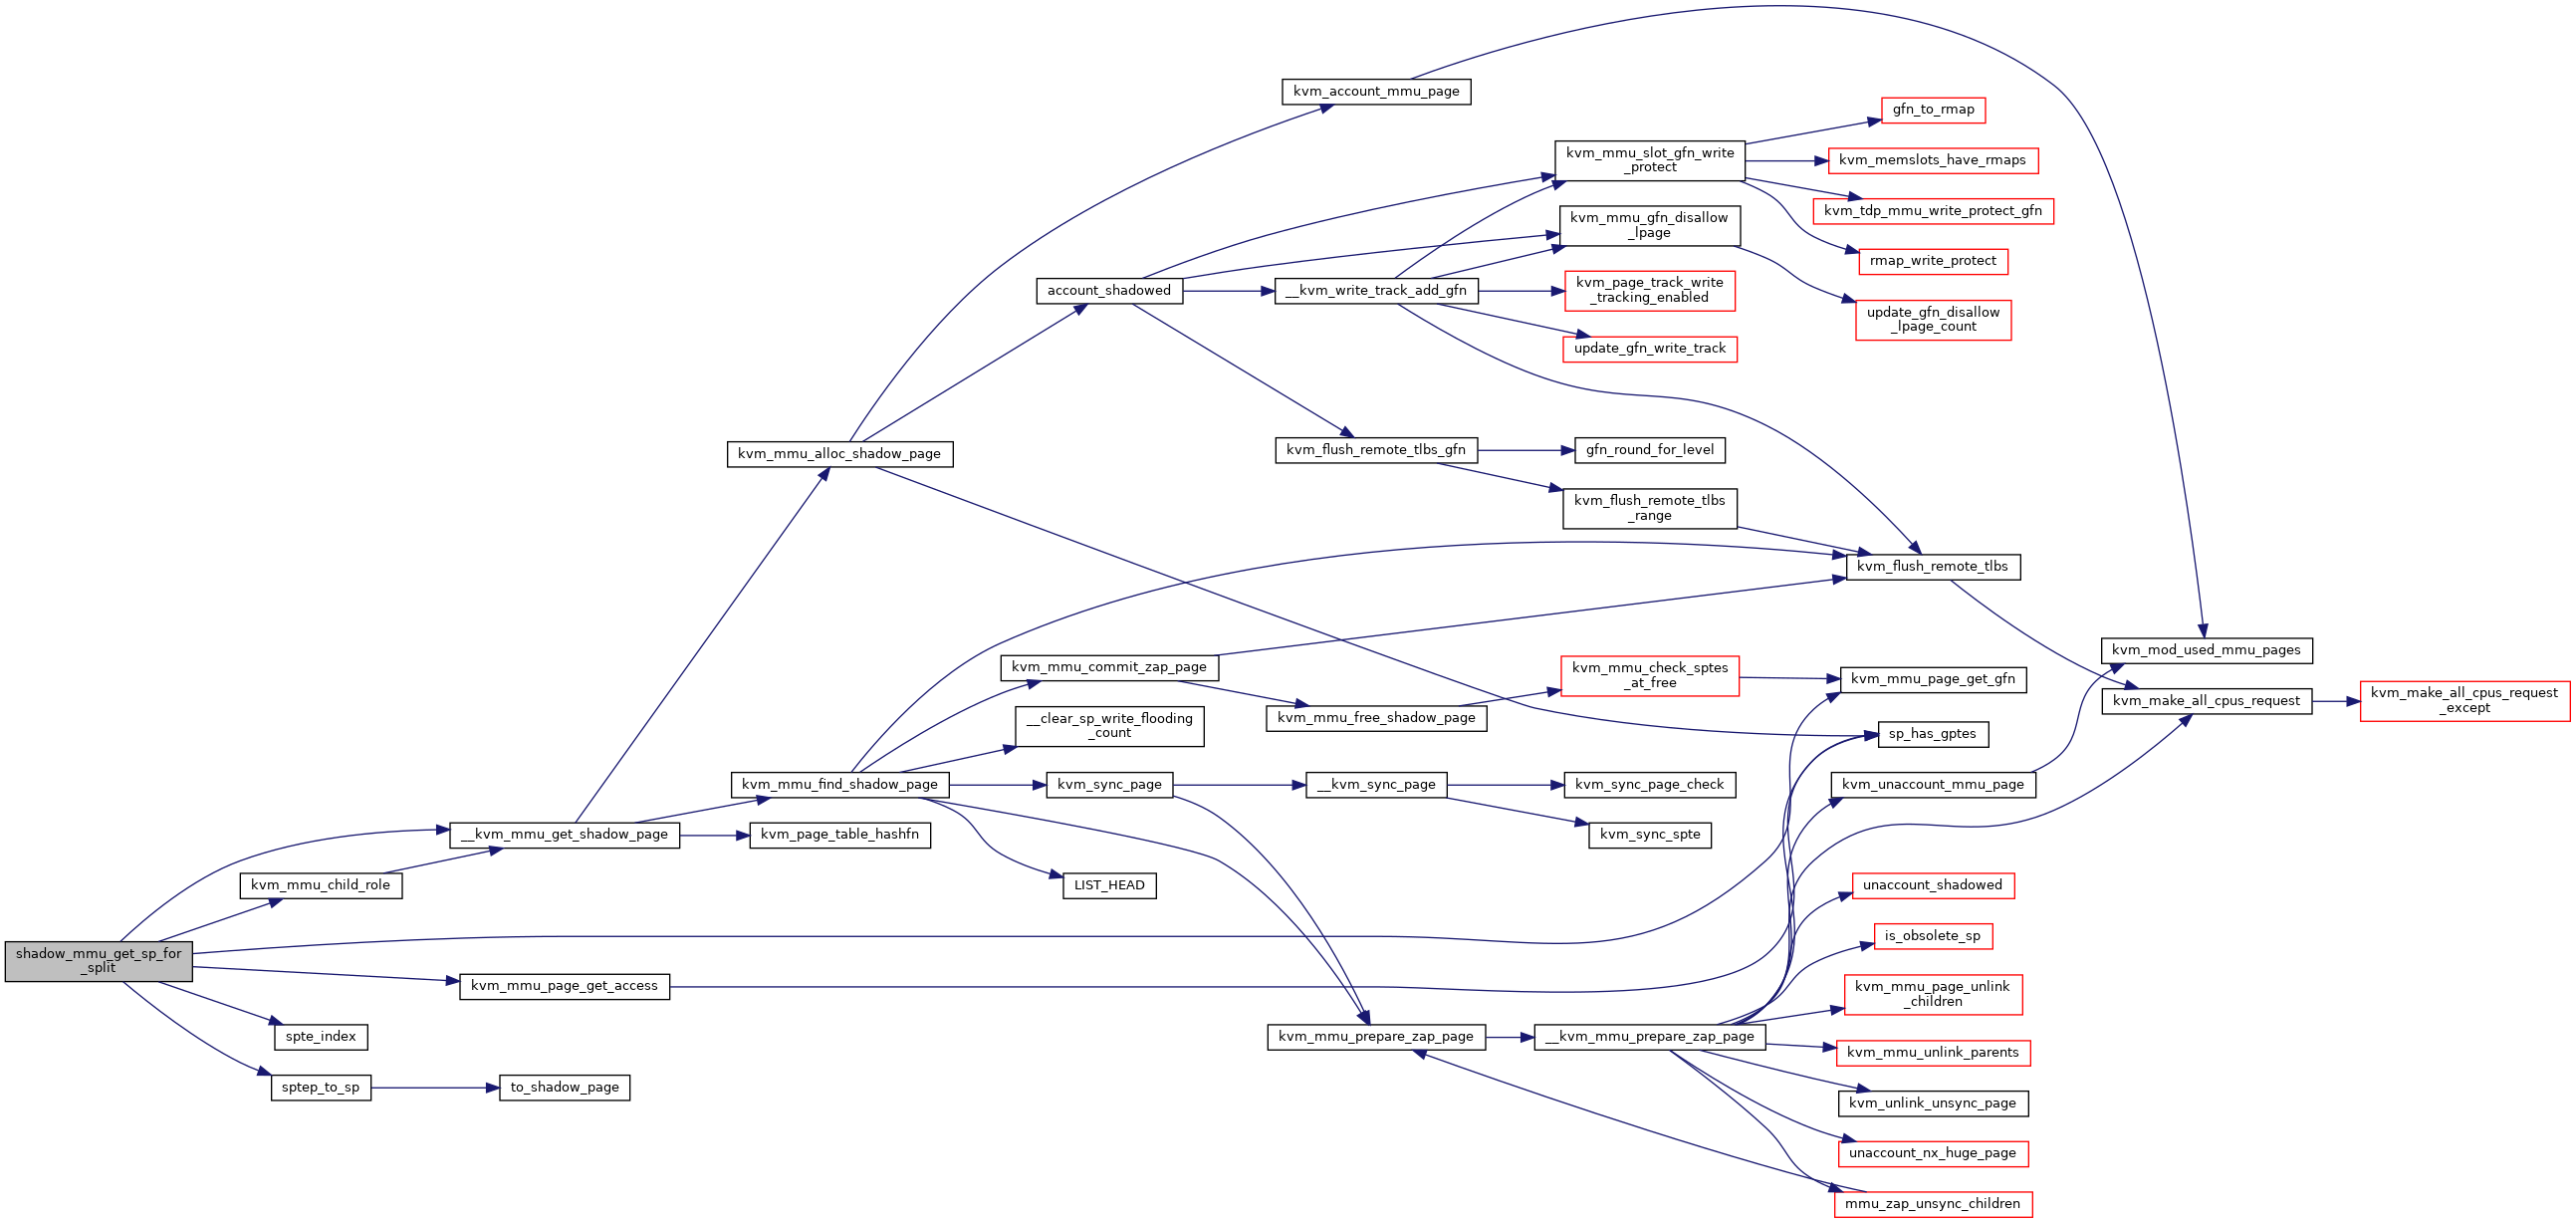 kvm_account_mmu_page
gfn_to_rmap
kvm_mmu_slot_gfn_write
_protect
kvm_memslots_have_rmaps
kvm_tdp_mmu_write_protect_gfn
kvm_mmu_gfn_disallow
_lpage
rmap_write_protect
account_shadowed
__kvm_write_track_add_gfn
kvm_page_track_write
_tracking_enabled
update_gfn_disallow
_lpage_count
update_gfn_write_track
kvm_mmu_alloc_shadow_page
kvm_flush_remote_tlbs_gfn
gfn_round_for_level
kvm_flush_remote_tlbs
_range
kvm_flush_remote_tlbs
kvm_mod_used_mmu_pages
kvm_mmu_commit_zap_page
kvm_mmu_check_sptes
_at_free
kvm_mmu_page_get_gfn
kvm_make_all_cpus_request
kvm_make_all_cpus_request
_except
kvm_mmu_free_shadow_page
__clear_sp_write_flooding
_count
sp_has_gptes
kvm_mmu_find_shadow_page
kvm_sync_page
__kvm_sync_page
kvm_sync_page_check
kvm_unaccount_mmu_page
__kvm_mmu_get_shadow_page
kvm_page_table_hashfn
kvm_sync_spte
kvm_mmu_child_role
LIST_HEAD
unaccount_shadowed
is_obsolete_sp
shadow_mmu_get_sp_for
_split
kvm_mmu_page_get_access
kvm_mmu_page_unlink
_children
spte_index
kvm_mmu_prepare_zap_page
__kvm_mmu_prepare_zap_page
kvm_mmu_unlink_parents
sptep_to_sp
to_shadow_page
kvm_unlink_unsync_page
unaccount_nx_huge_page
mmu_zap_unsync_children